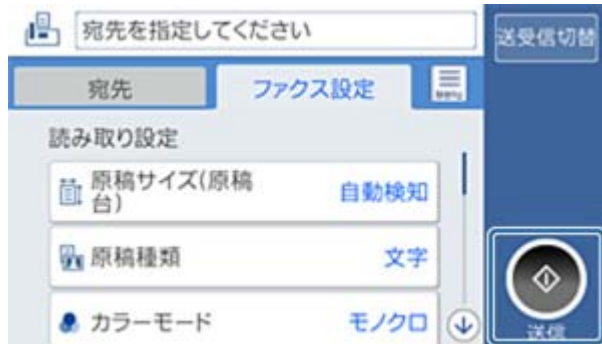 宛先を指定してください
送受信切替
宛先
ファクス設定
Menu
読み取り設定
原稿サイズ(原稿
台)
自動検知
原稿種類
文字
カラーモード
モノクロ
送信